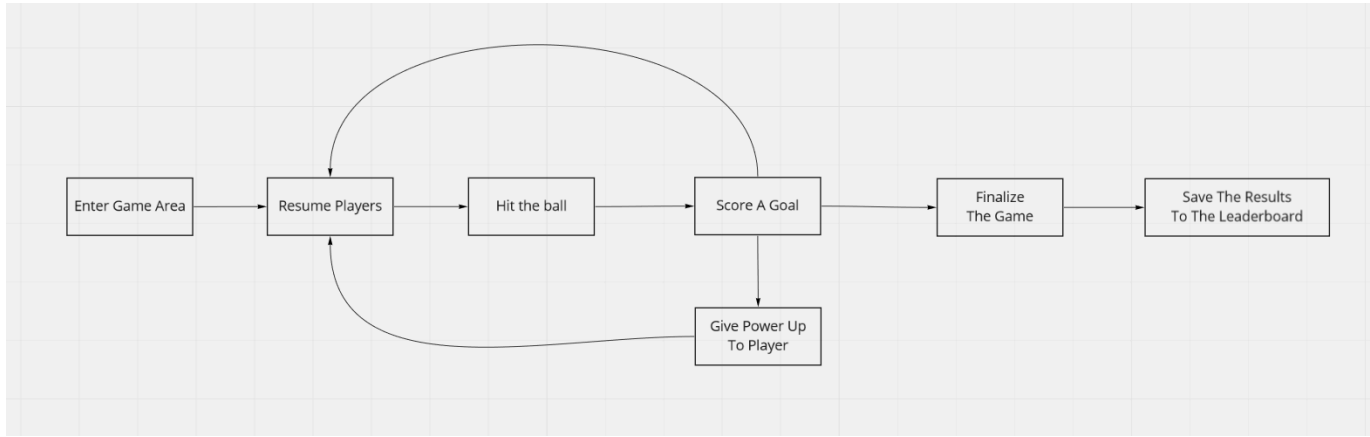 Enter Game Area
Resume Players
Hit the ball
Score A Goal
Finalize
The Game
Save The Results
To The Leaderboard
Give Power Up
To Player